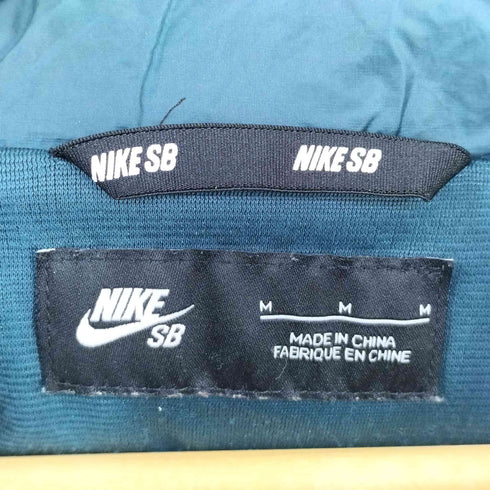 NIKE SB NIKE SB
NIKE
SB
M M M
MADE IN CHINA
FABRIQUE EN CHINE